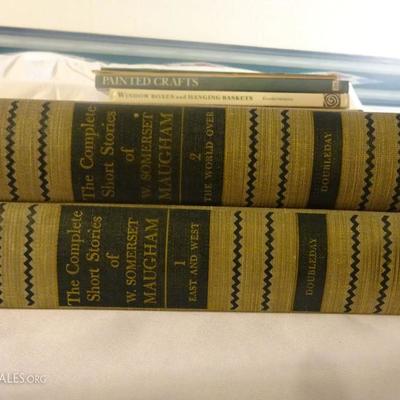 PAINTED CRAFTS
WINDOW BOXES and HANGING BASKETS
The Complete
Short Stories
of
W. SOMERSET
MAUGHAM
2
THE WORLD OVER
DOUBLEDAY
The Complete
Short Stories
of
W. SOMERSET
MAUGHAM
1
EAST AND WEST
DOUBLEDAY
ALES.ORG